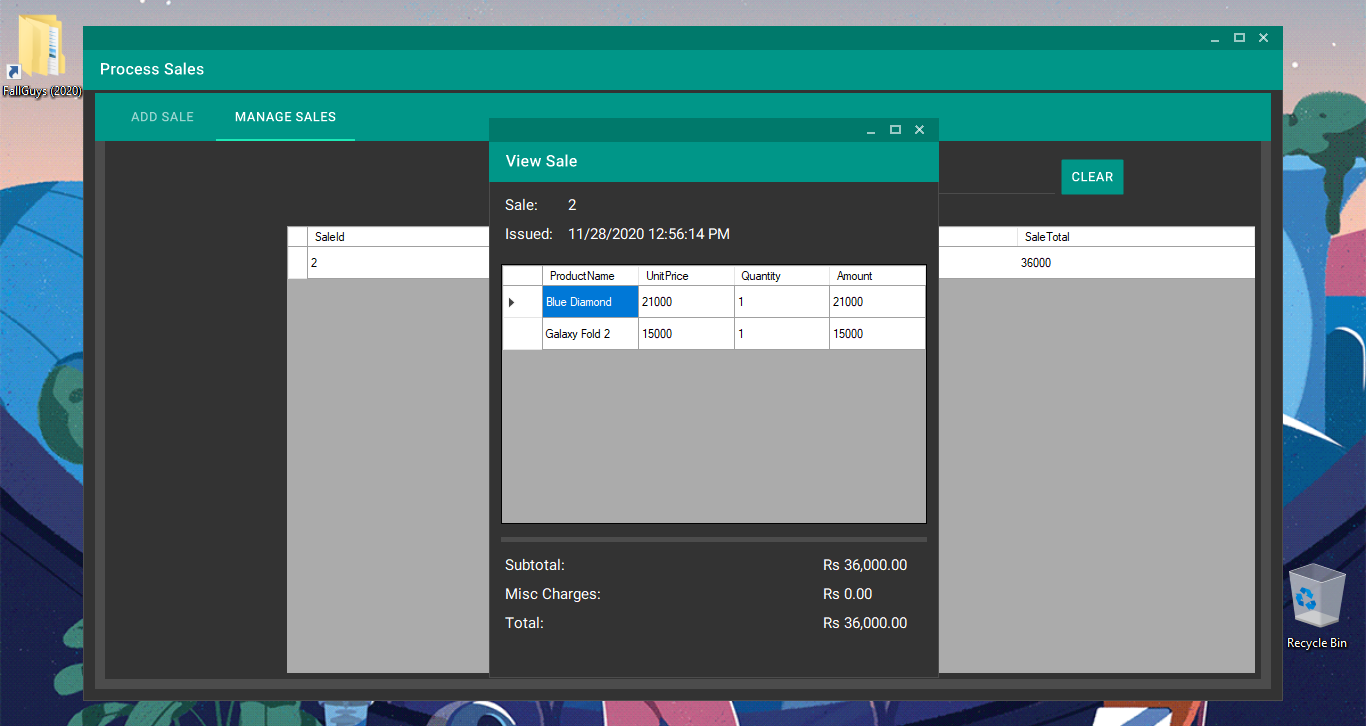 FallGuys (2020)
Process Sales
ADD SALE MANAGE SALES
CLEAR
SaleId SaleTotal
2 36000
View Sale
Sale: 2
Issued: 11/28/2020 12:56:14 PM
ProductName UnitPrice Quantity Amount
Blue Diamond 21000 1 21000
Galaxy Fold 2 15000 1 15000
Subtotal: Rs 36,000.00
Misc Charges: Rs 0.00
Total: Rs 36,000.00
Recycle Bin